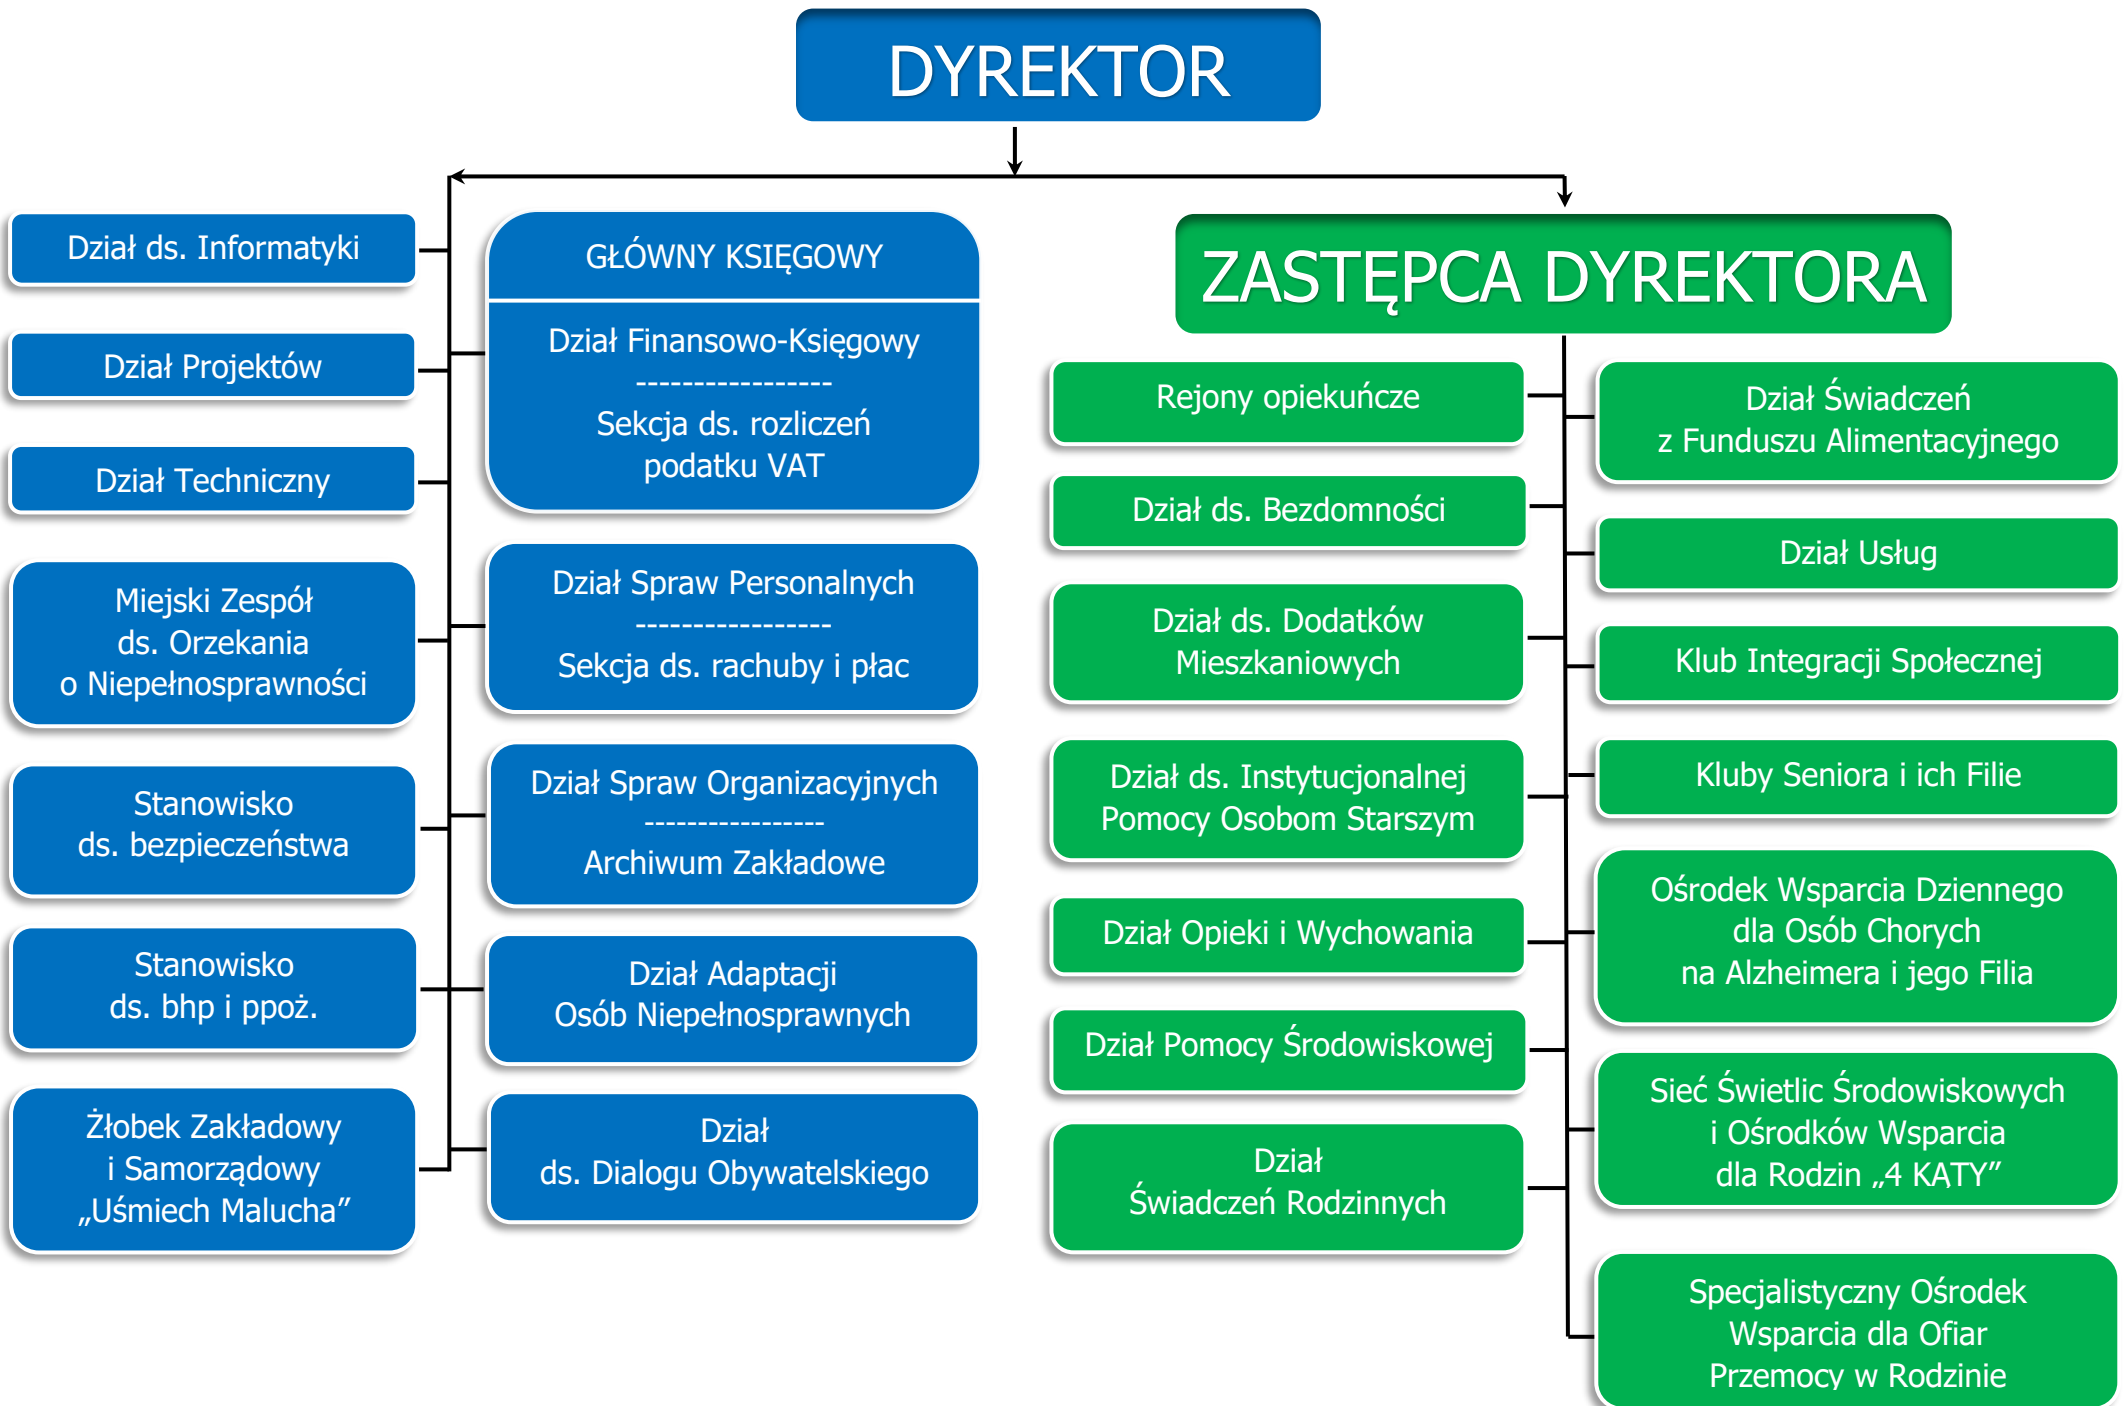 DYREKTOR
Dział ds. Informatyki
Dział Projektów
Dział Techniczny
Miejski Zespół
ds. Orzekania
o Niepełnosprawności
Stanowisko
ds. bezpieczeństwa
Stanowisko
ds. bhp i ppoż.
Żłobek Zakładowy
i Samorządowy
„Uśmiech Malucha”
GŁÓWNY KSIĘGOWY
Dział Finansowo-Księgowy
-----------------
Sekcja ds. rozliczeń
podatku VAT
Dział Spraw Personalnych
-----------------
Sekcja ds. rachuby i płac
Dział Spraw Organizacyjnych
-----------------
Archiwum Zakładowe
Dział Adaptacji
Osób Niepełnosprawnych
Dział
ds. Dialogu Obywatelskiego
ZASTĘPCA DYREKTORA
Rejony opiekuńcze
Dział ds. Bezdomności
Dział ds. Dodatków
Mieszkaniowych
Dział ds. Instytucjonalnej
Pomocy Osobom Starszym
Dział Opieki i Wychowania
Dział Pomocy Środowiskowej
Dział
Świadczeń Rodzinnych
Dział Świadczeń
z Funduszu Alimentacyjnego
Dział Usług
Klub Integracji Społecznej
Kluby Seniora i ich Filie
Ośrodek Wsparcia Dziennego
dla Osób Chorych
na Alzheimera i jego Filia
Sieć Świetlic Środowiskowych
i Ośrodków Wsparcia
dla Rodzin „4 KĄTY”
Specjalistyczny Ośrodek
Wsparcia dla Ofiar
Przemocy w Rodzinie